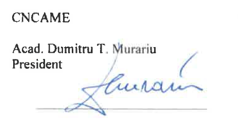 CNCAME
Acad. Dumitru T. Murariu
President